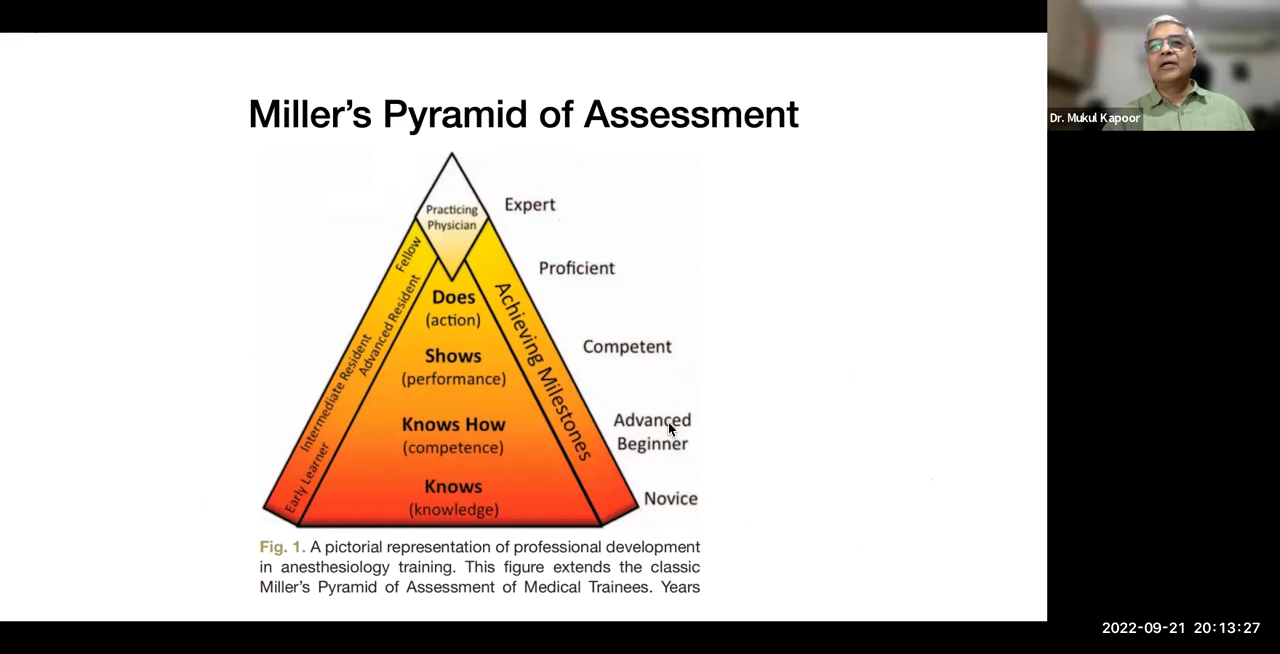 Miller's Pyramid of Assessment
Practicing
Physician
Expert
Fellow
Proficient
Advanced Resident
Does
(action)
Achieving Milestones
Competent
Intermediate Resident
Shows
(performance)
Advanced
Beginner
Knows How
(competence)
Early Learner
Knows
(knowledge)
Novice
Fig. 1. A pictorial representation of professional development
in anesthesiology training. This figure extends the classic
Miller's Pyramid of Assessment of Medical Trainees. Years
Dr. Mukul Kapoor
2022-09-21 20:13:27